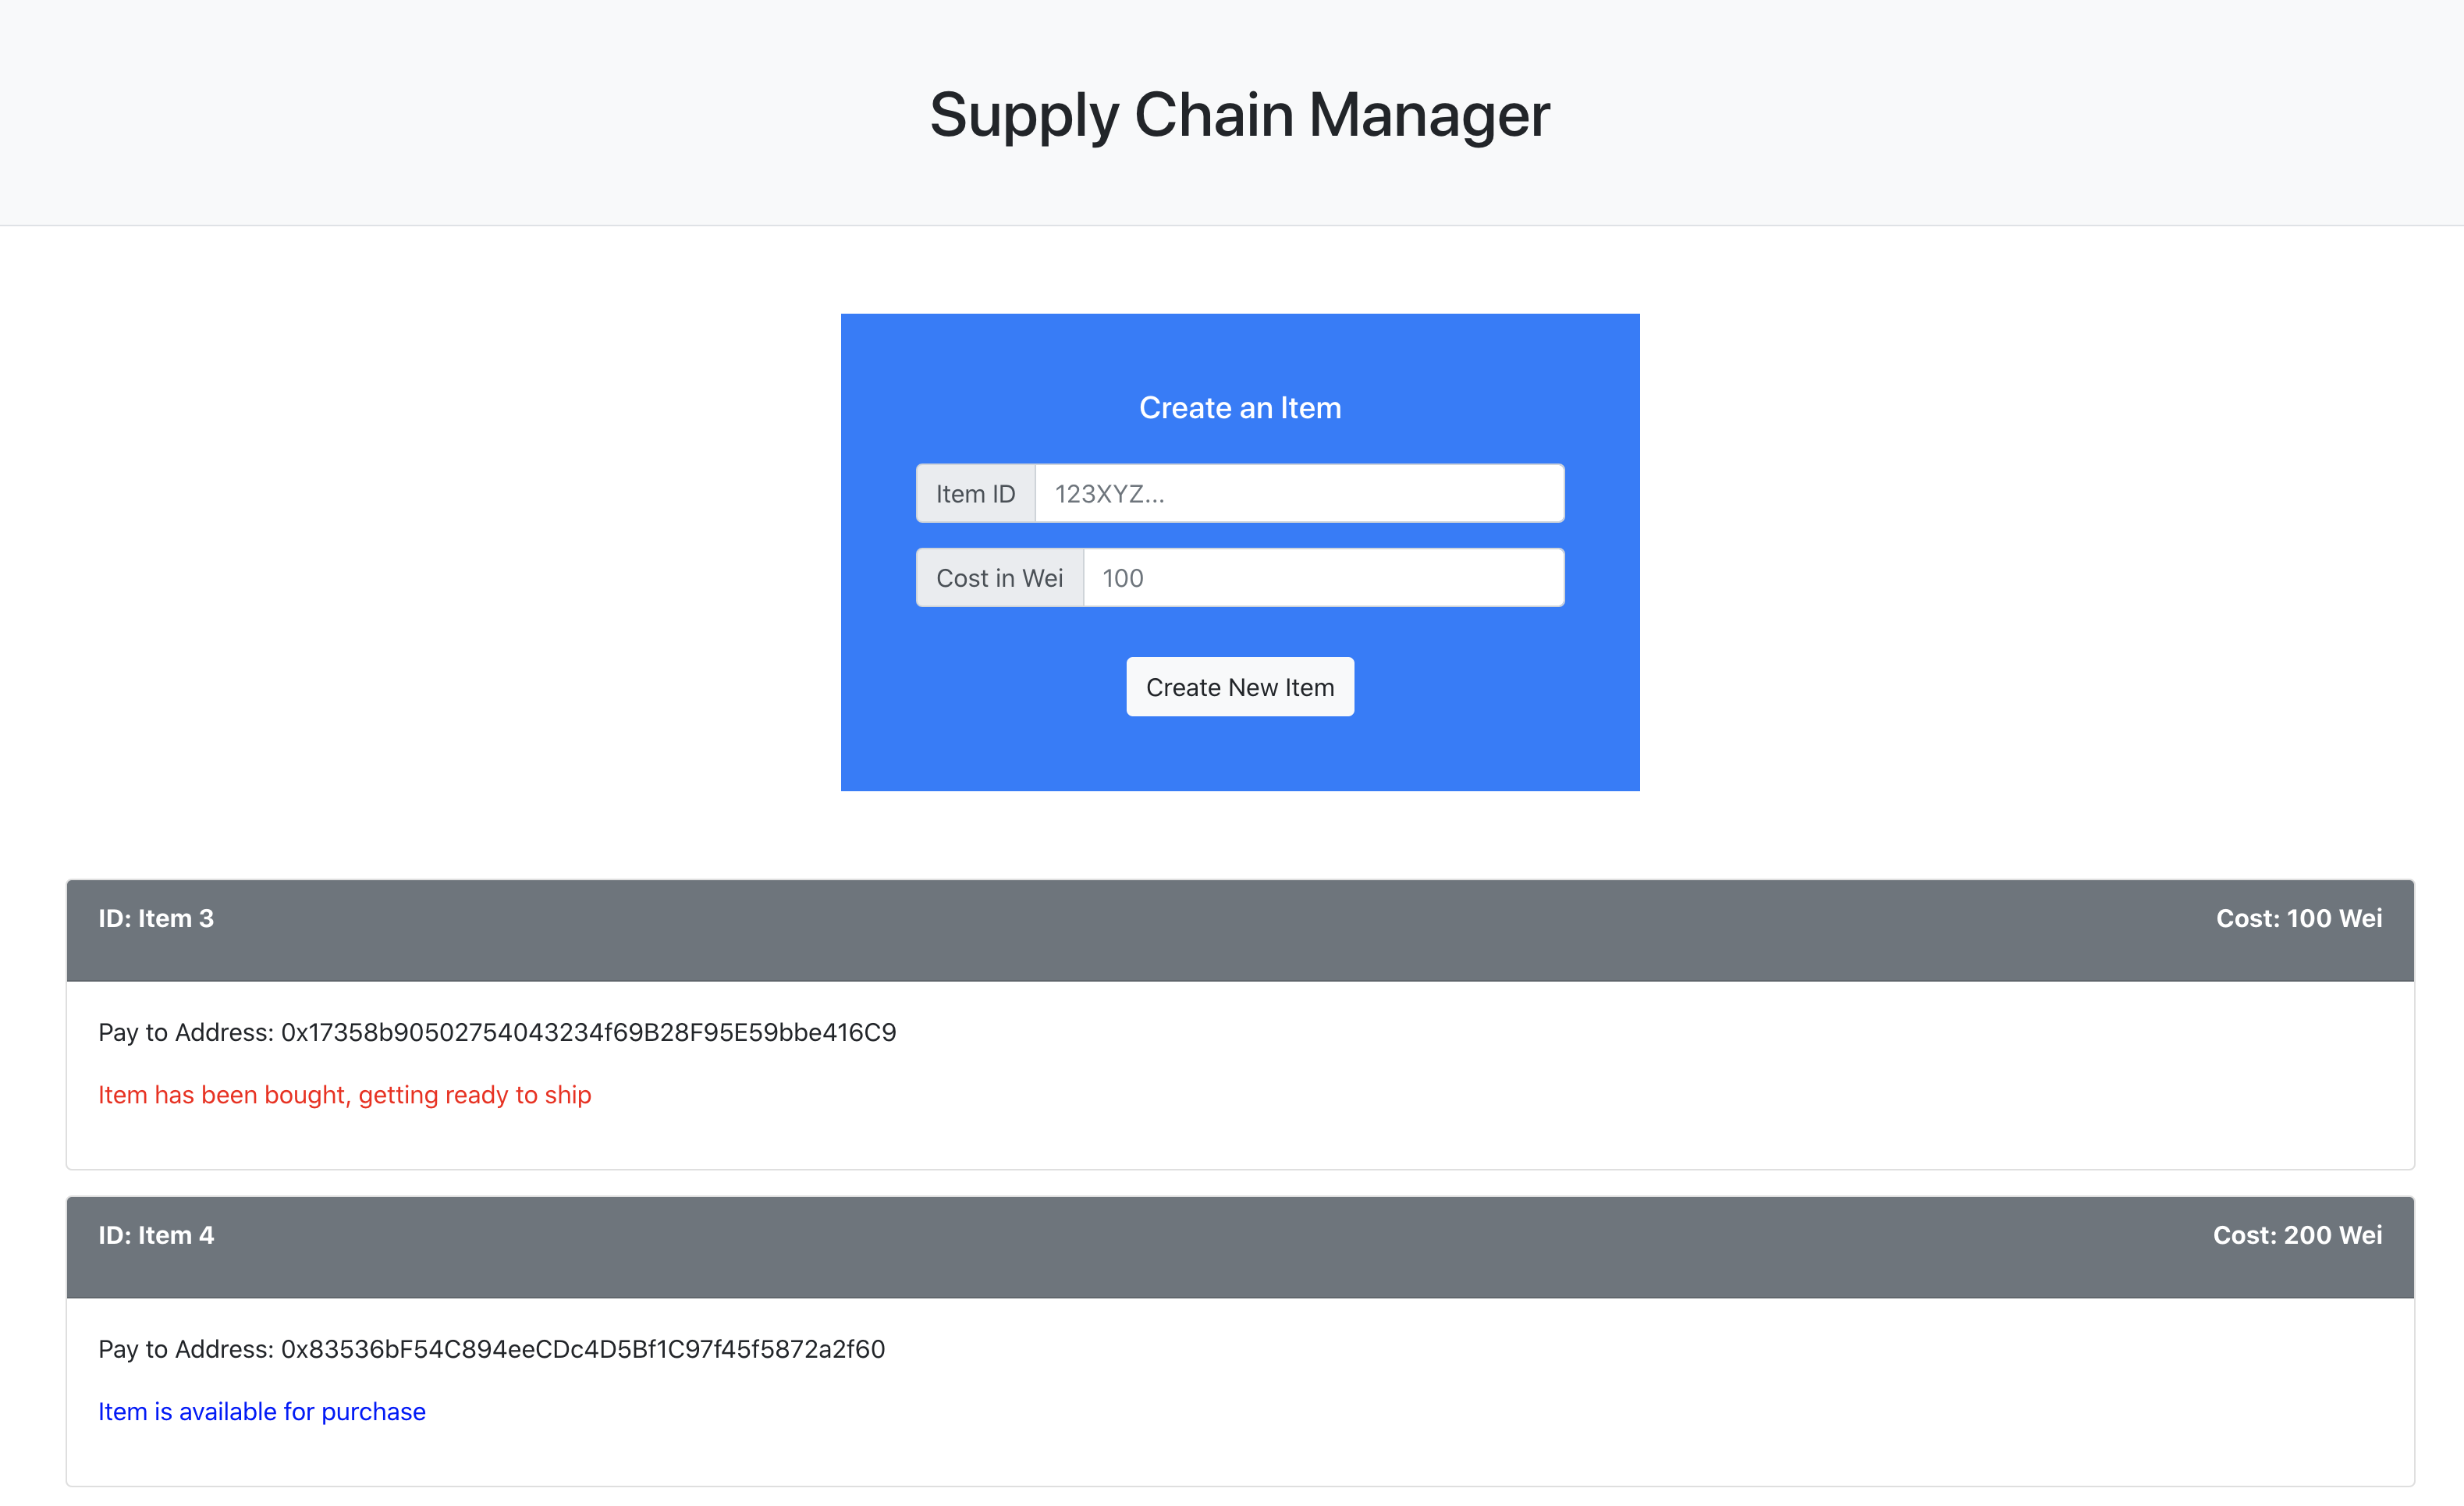 Supply Chain Manager
Create an Item
Item ID 123XYZ...
Cost in Wei 100
Create New Item
ID: Item 3 Cost: 100 Wei
Pay to Address: 0x17358b90502754043234f69B28F95E59bbe416C9
Item has been bought, getting ready to ship
ID: Item 4 Cost: 200 Wei
Pay to Address: 0x83536bF54C894eeCDc4D5Bf1C97f45f5872a2f60
Item is available for purchase